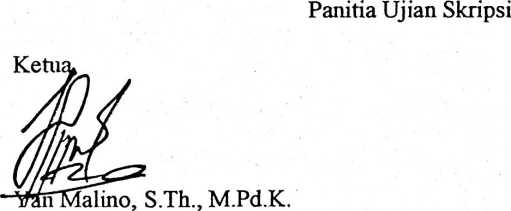 Panitia Ujian Skripsi
Ketua
Yan Malino, S.Th., M.Pd.K.